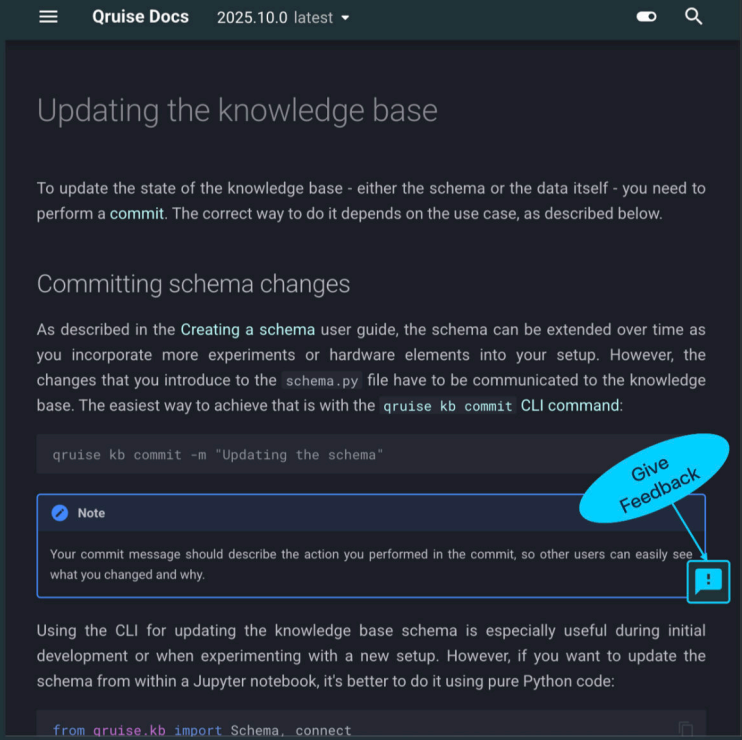 Qruise Docs 2025.10.0 latest
Updating the knowledge base
To update the state of the knowledge base - either the schema or the data itself - you need to
perform a commit. The correct way to do it depends on the use case, as described below.
Committing schema changes
As described in the Creating a schema user guide, the schema can be extended over time as
you incorporate more experiments or hardware elements into your setup. However, the
changes that you introduce to the schema.py file have to be communicated to the knowledge
base. The easiest way to achieve that is with the qruise kb commit CLI command:
qruise kb commit -m "Updating the schema"
Give
Feedback
Note
Your commit message should describe the action you performed in the commit, so other users can easily see
what you changed and why.
Using the CLI for updating the knowledge base schema is especially useful during initial
development or when experimenting with a new setup. However, if you want to update the
schema from within a Jupyter notebook, it's better to do it using pure Python code:
from qruise.kb import Schema, connect